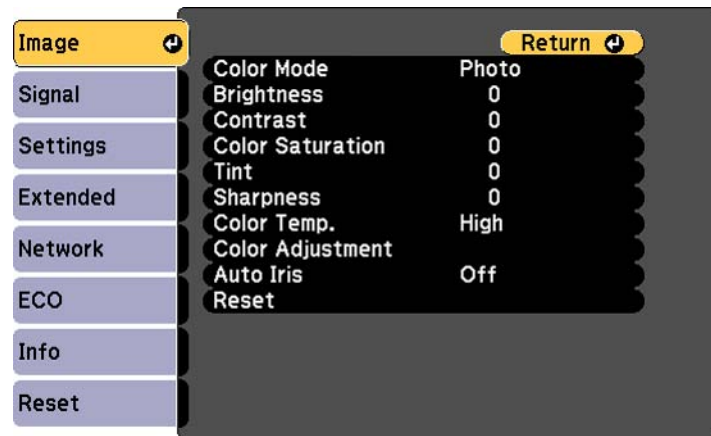 Image
Signal
Settings
Extended
Network
ECO
Info
Reset
Return
Color Mode Photo
Brightness 0
Contrast 0
Color Saturation 0
Tint 0
Sharpness 0
Color Temp. High
Color Adjustment
Auto Iris Off
Reset